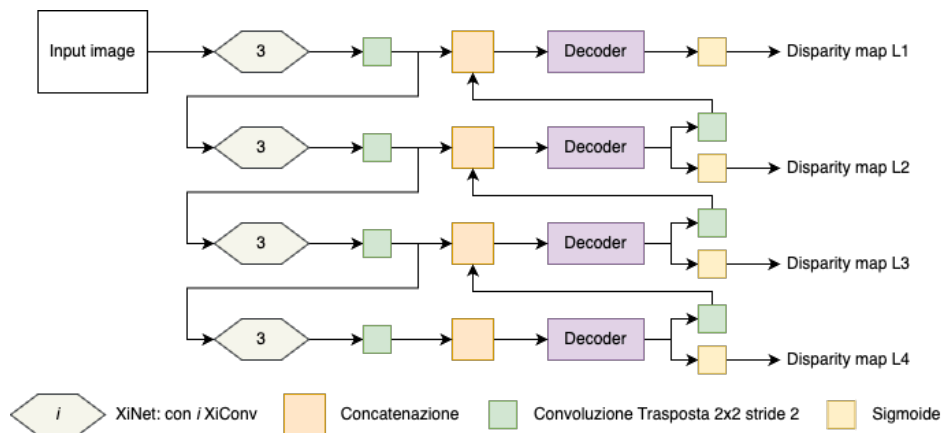 Input image
3
Decoder
Disparity map L1
3
Decoder
Disparity map L2
3
Decoder
Disparity map L3
3
Decoder
Disparity map L4
i
XiNet: con i XiConv
Concatenazione
Convoluzione Trasposta 2x2 stride 2
Sigmoide